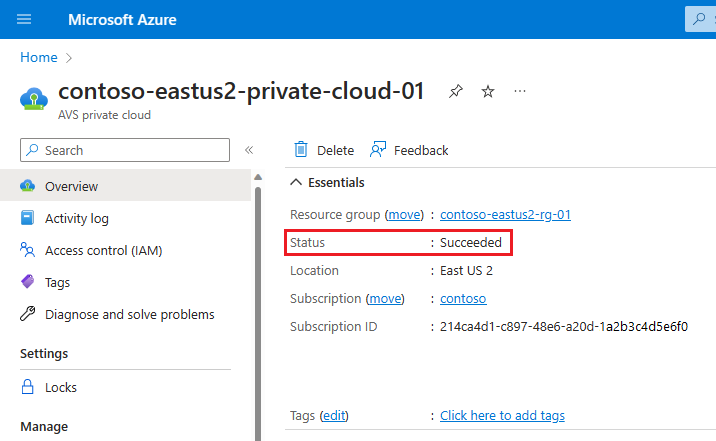 Microsoft Azure
Home >
contoso-eastus2-private-cloud-01
AVS private cloud
Search
Overview
Activity log
Access control (IAM)
Tags
Diagnose and solve problems
Settings
Locks
Manage
Delete Feedback
Essentials
Resource group (move) : contoso-eastus2-rg-01
Status : Succeeded
Location : East US 2
Subscription (move) : contoso
Subscription ID : 214ca4d1-c897-48e6-a20d-1a2b3c4d5e6f0
Tags (edit) : Click here to add tags